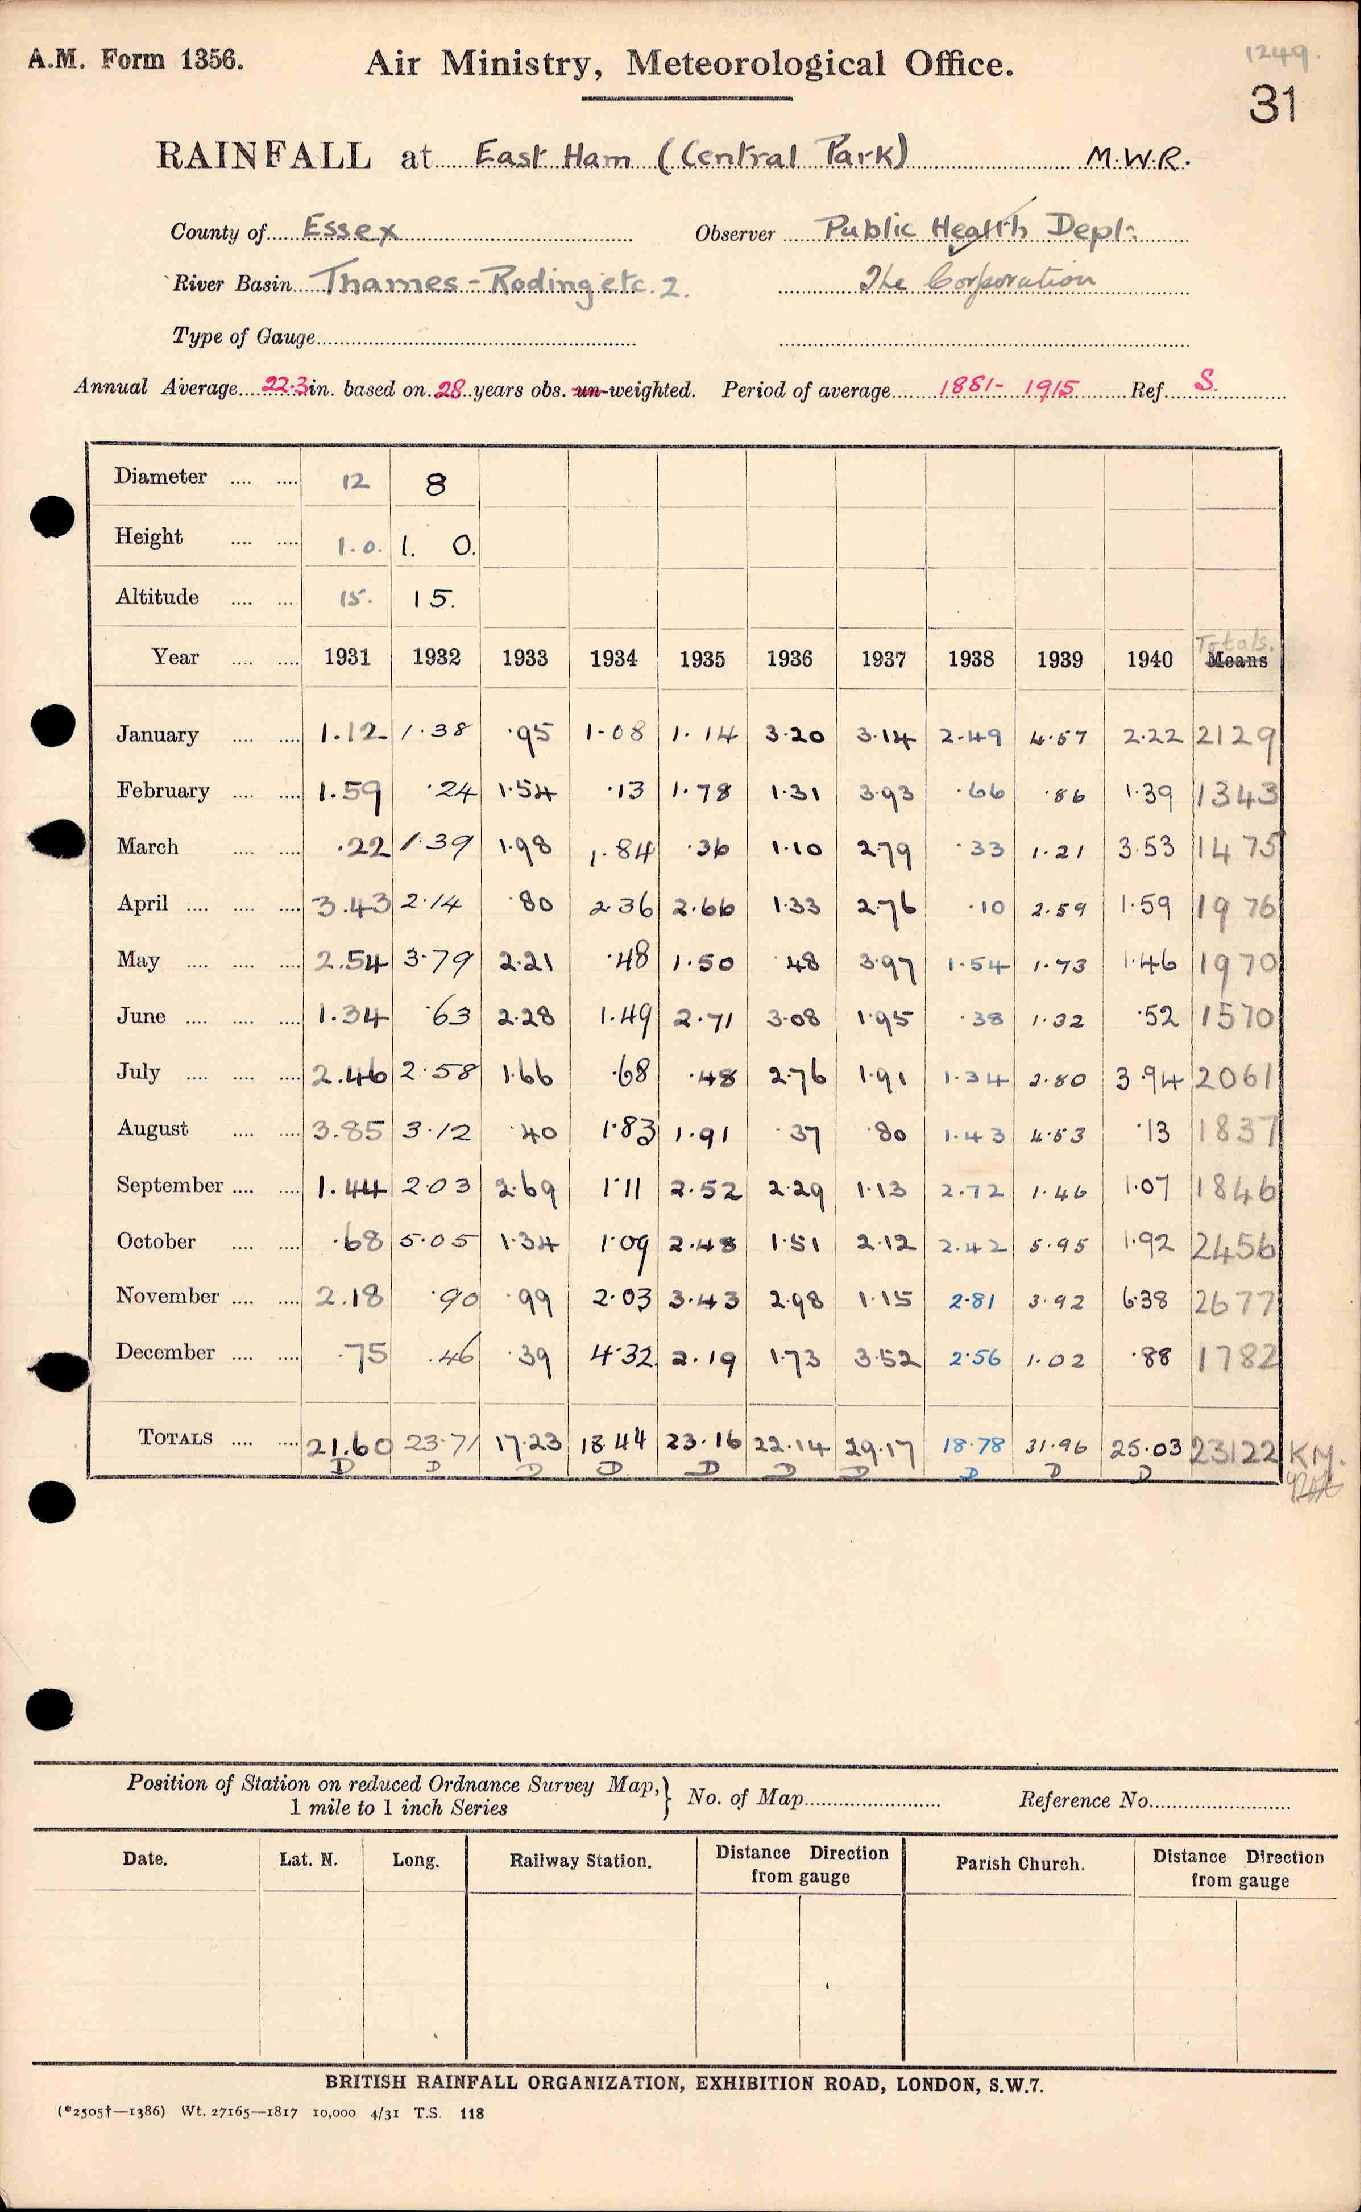 A.M. Form 1356.
Air Ministry, Meteorological Office.
1249.
31
RAINFALL at East Ham (Central Park) M.W.R.
County of Essex Observer Public Health Dept.
River Basin Thames - Roding etc. 2. The Corporation
Type of Gauge
Annual Average 22.3 in. based on 28 years obs. un-weighted. Period of average 1881- 1915 Ref S.
Diameter 12 8
Height 1.0. 1. 0.
Altitude 15. 15.
Totals.
Year 1931 1932 1933 1934 1935 1936 1937 1938 1939 1940 Means
January 1.12 1.38 .95 1.08 1.14 3.20 3.14 2.49 4.57 2.22 2129
February 1.59 .24 1.54 .13 1.78 1.31 3.93 .66 .86 1.39 1343
March .22 1.39 1.98 1.84 .36 1.10 2.79 .33 1.21 3.53 1475
April 3.43 2.14 .80 2.36 2.66 1.33 2.76 .10 2.59 1.59 1976
May 2.54 3.79 2.21 .48 1.50 .48 3.97 1.54 1.73 1.46 1970
June 1.34 .63 2.28 1.49 2.71 3.08 1.95 .38 1.32 .52 1570
July 2.46 2.58 1.66 .68 .48 2.76 1.91 1.34 2.80 3.94 2061
August 3.85 3.12 .40 1.83 1.91 .37 .80 1.43 4.53 .13 1837
September 1.44 2.03 2.69 1.11 2.52 2.29 1.13 2.72 1.46 1.07 1846
October .68 5.05 1.34 1.09 2.48 1.51 2.12 2.42 5.95 1.92 2456
November 2.18 .90 .99 2.03 3.43 2.98 1.15 2.81 3.92 6.38 2677
December .75 .46 .39 4.32 2.19 1.73 3.52 2.56 1.02 .88 1782
TOTALS 21.60 23.71 17.23 18.44 23.16 22.14 29.17 18.78 31.96 25.03 23122 KM.
D D D D D D D D D D
Position of Station on reduced Ordnance Survey Map, } No. of Map Reference No.
1 mile to 1 inch Series
Date. Lat. N. Long. Railway Station. Distance Direction from gauge Parish Church. Distance Direction from gauge
BRITISH RAINFALL ORGANIZATION, EXHIBITION ROAD, LONDON, S.W.7.
(*2505†—1386) Wt. 27165—1817 10,000 4/31 T.S. 118